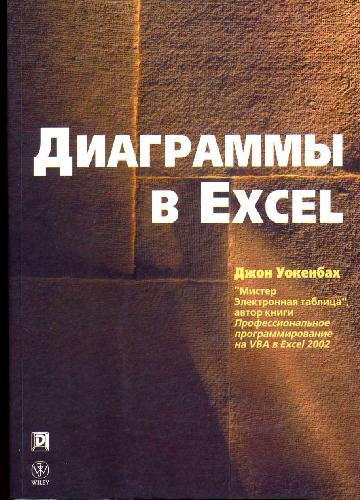 ДИАГРАММЫ
В EXCEL
Джон Уокенбах
"Мистер
Электронная таблица",
автор книги
Профессиональное
программирование
на VBA в Excel 2002
Д
WILEY